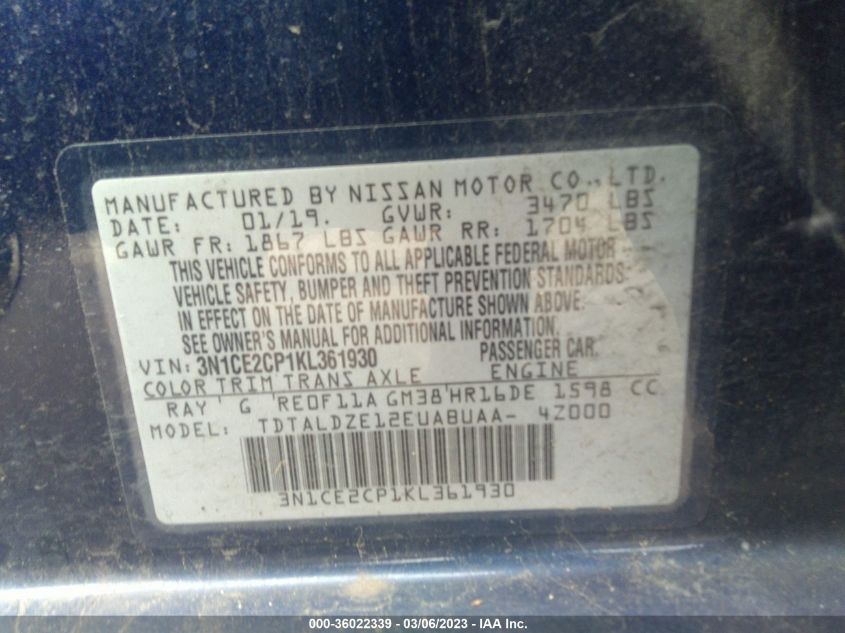 MANUFACTURED BY NISSAN MOTOR CO., LTD.
DATE: 01/19. GVWR: 3470 LBS
GAWR FR: 1867 LBS GAWR RR: 1704 LBS
THIS VEHICLE CONFORMS TO ALL APPLICABLE FEDERAL MOTOR
VEHICLE SAFETY, BUMPER AND THEFT PREVENTION STANDARDS
IN EFFECT ON THE DATE OF MANUFACTURE SHOWN ABOVE.
SEE OWNER'S MANUAL FOR ADDITIONAL INFORMATION.
VIN: 3N1CE2CP1KL361930 PASSENGER CAR.
COLOR TRIM TRANS AXLE ENGINE
RAY G RE0F11A GM38 HR16DE 1598 CC
MODEL: TDTALDZE12EUABUAA- 4Z000
3N1CE2CP1KL361930
000-36022339 - 03/06/2023 - IAA Inc.